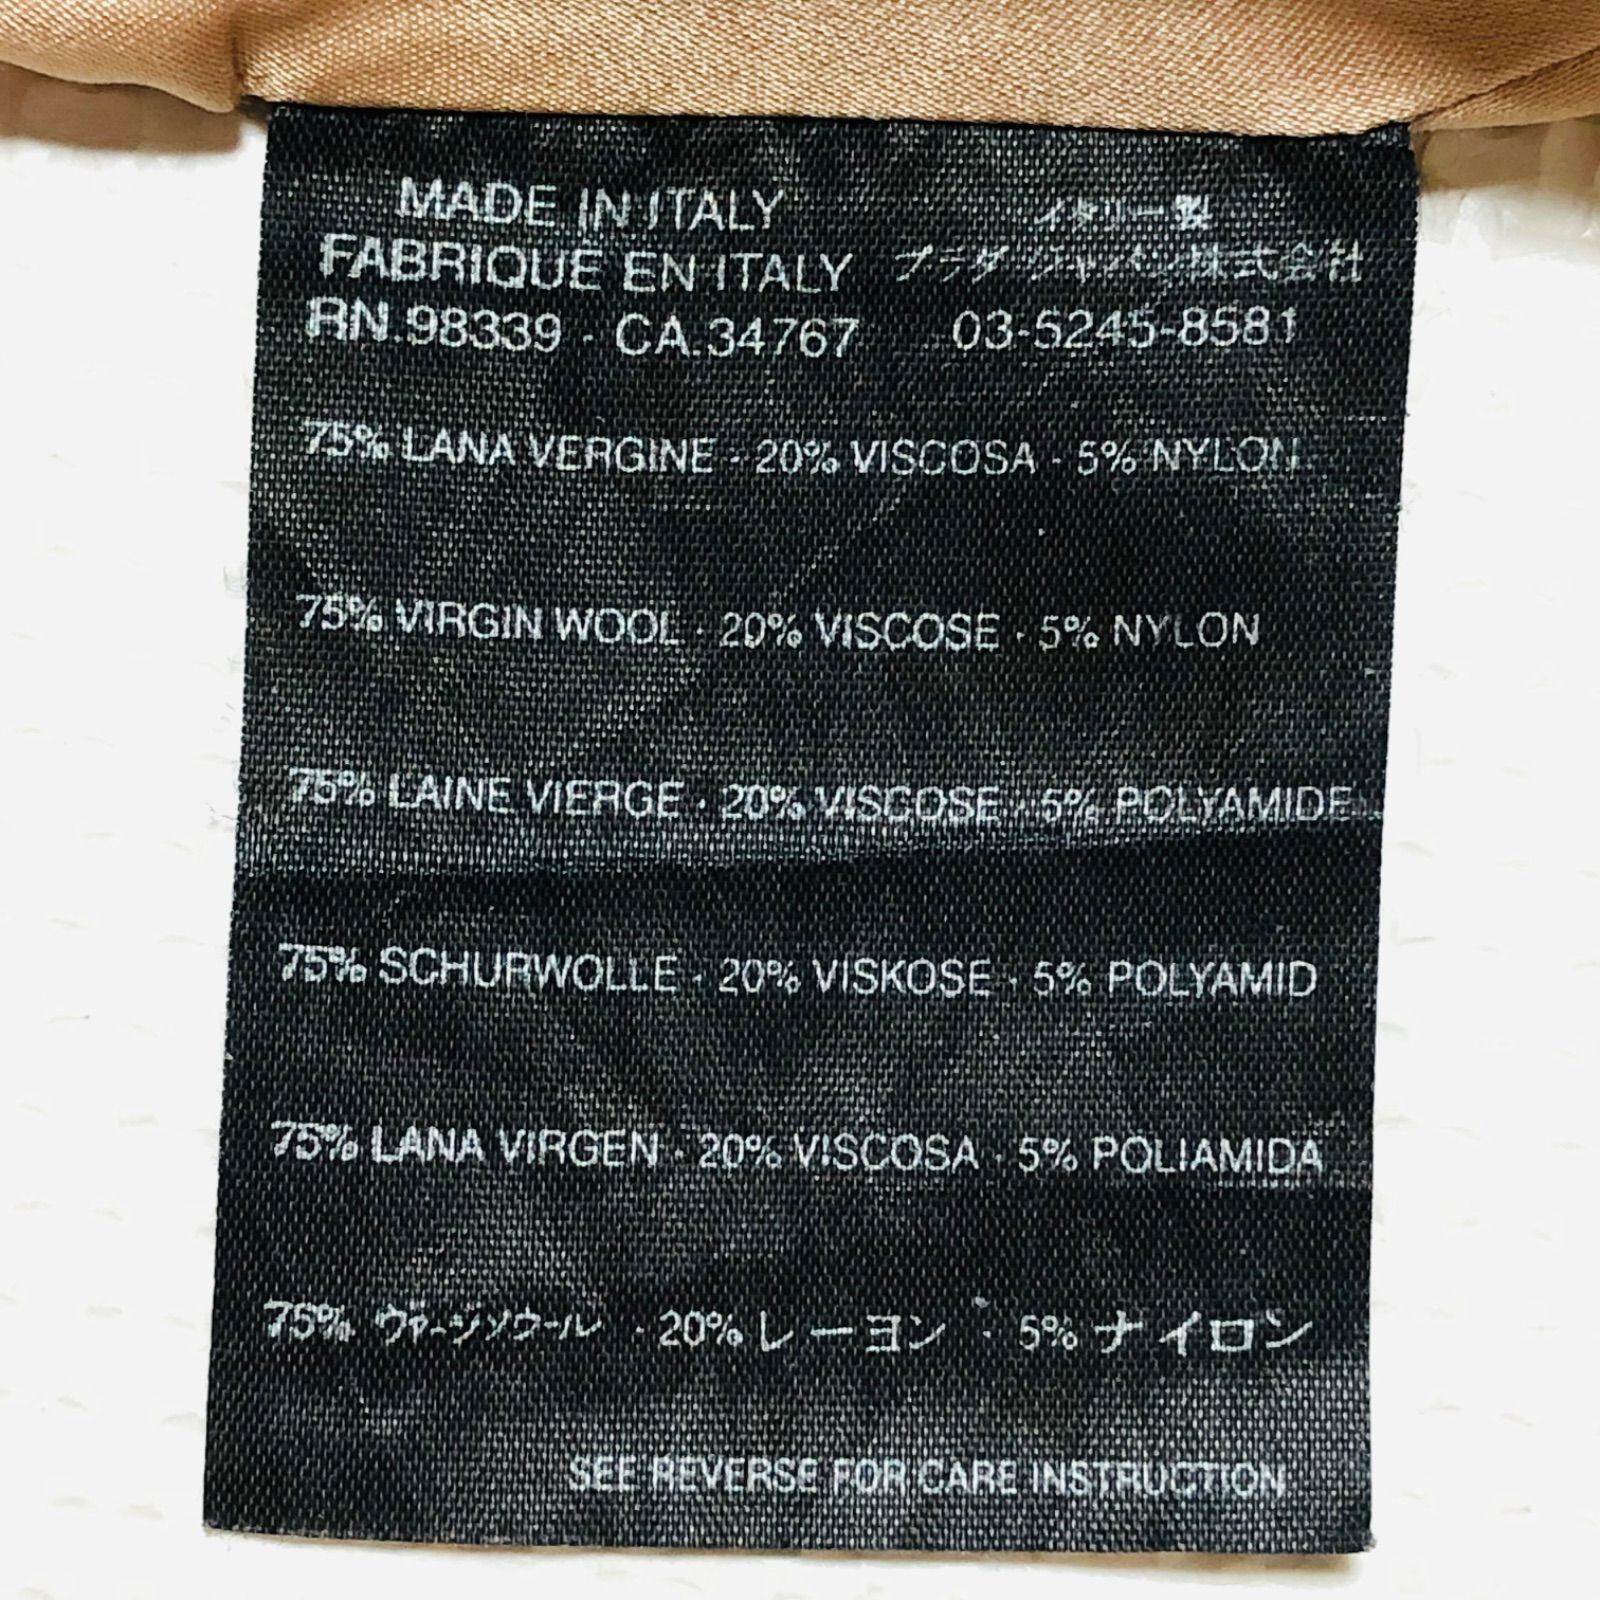 MADE IN ITALY
FABRIQUE EN ITALY
RN.98339 - CA.34767
イタリー製
プラダ ジャパン株式会社
03-5245-8581
75% LANA VERGINE - 20% VISCOSA - 5% NYLON
75% VIRGIN WOOL - 20% VISCOSE - 5% NYLON
75% LAINE VIERGE - 20% VISCOSE - 5% POLYAMIDE
75% SCHURWOLLE - 20% VISKOSE - 5% POLYAMID
75% LANA VIRGEN - 20% VISCOSA - 5% POLIAMIDA
75% ヴァージンウール - 20% レーヨン - 5% ナイロン
SEE REVERSE FOR CARE INSTRUCTION